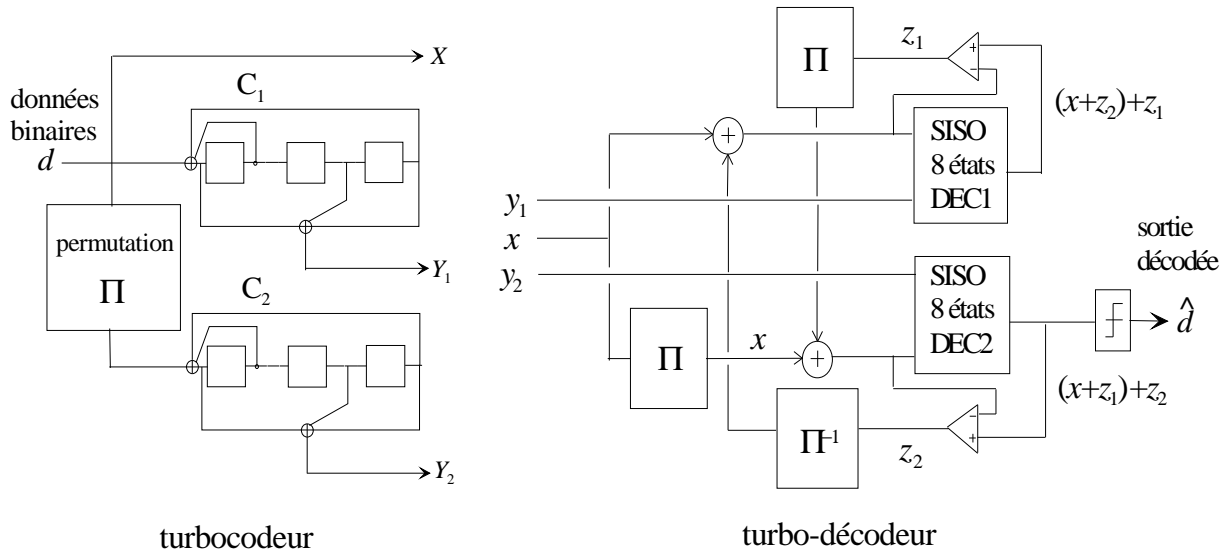 données
binaires
d
X
C₁
permutation
Π
Y₁
C₂
Y₂
turbocodeur
Π
z₁
+
−
(x+z₂)+z₁
+
SISO
8 états
DEC1
y₁
x
y₂
SISO
8 états
DEC2
sortie
décodée
d̂
Π
x
+
(x+z₁)+z₂
Π⁻¹
z₂
−
+
turbo-décodeur